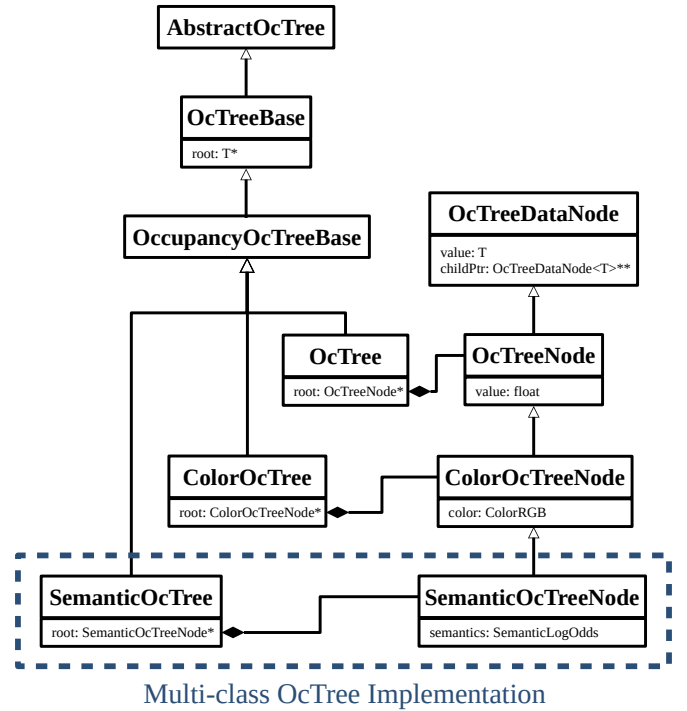 AbstractOcTree
OcTreeBase
root: T*
OccupancyOcTreeBase
OcTreeDataNode
value: T
childPtr: OcTreeDataNode<T>**
OcTree
root: OcTreeNode*
OcTreeNode
value: float
ColorOcTree
root: ColorOcTreeNode*
ColorOcTreeNode
color: ColorRGB
SemanticOcTree
root: SemanticOcTreeNode*
SemanticOcTreeNode
semantics: SemanticLogOdds
Multi-class OcTree Implementation